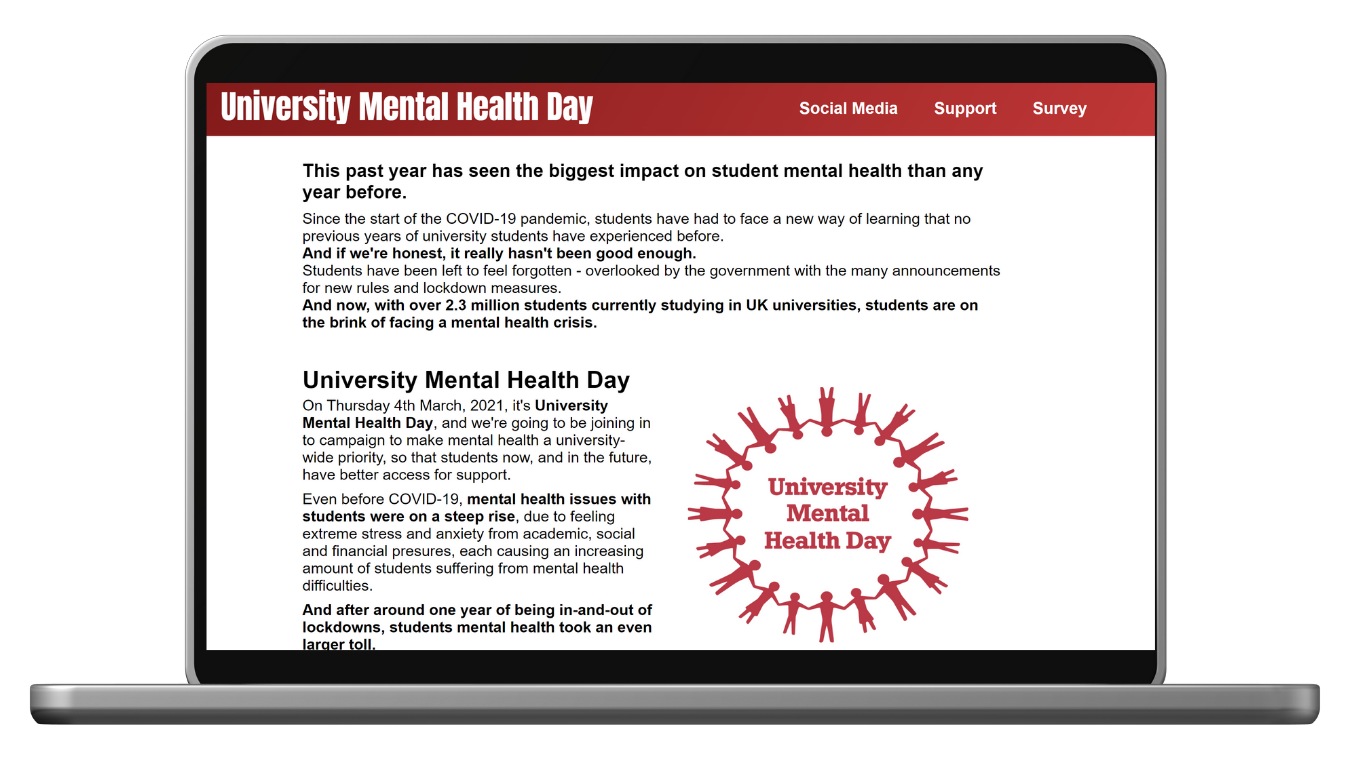 University Mental Health Day
Social Media
Support
Survey
This past year has seen the biggest impact on student mental health than any
year before.
Since the start of the COVID-19 pandemic, students have had to face a new way of learning that no
previous years of university students have experienced before.
And if we're honest, it really hasn't been good enough.
Students have been left to feel forgotten - overlooked by the government with the many announcements
for new rules and lockdown measures.
And now, with over 2.3 million students currently studying in UK universities, students are on
the brink of facing a mental health crisis.
University Mental Health Day
On Thursday 4th March, 2021, it's University
Mental Health Day, and we're going to be joining in
to campaign to make mental health a university-
wide priority, so that students now, and in the future,
have better access for support.
Even before COVID-19, mental health issues with
students were on a steep rise, due to feeling
extreme stress and anxiety from academic, social
and financial presures, each causing an increasing
amount of students suffering from mental health
difficulties.
And after around one year of being in-and-out of
lockdowns, students mental health took an even
larger toll.
University
Mental
Health Day